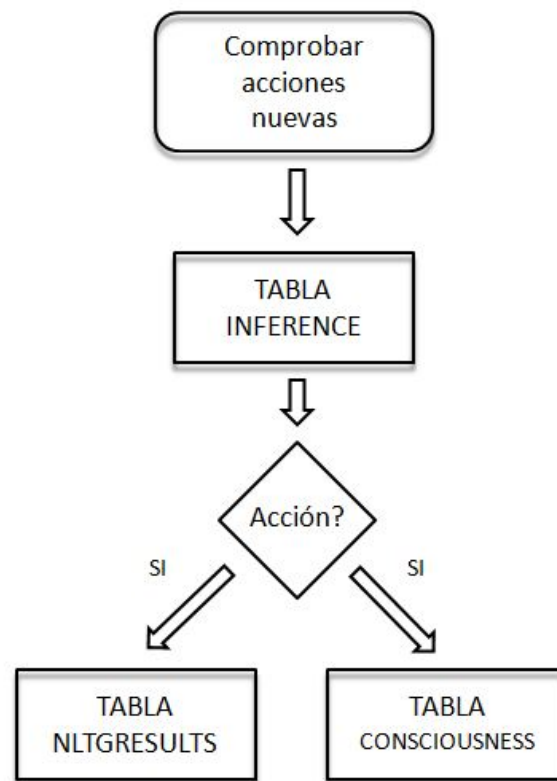 Comprobar
acciones
nuevas
TABLA
INFERENCE
Acción?
SI
SI
TABLA
NLTGRESULTS
TABLA
CONSCIOUSNESS